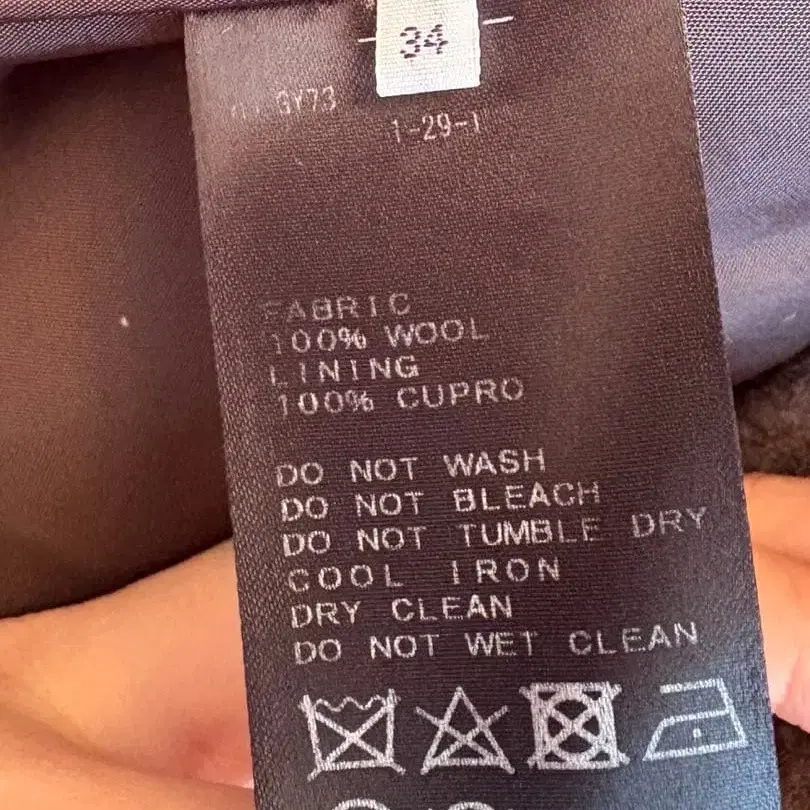 34
GY73
1-29-1
FABRIC
100% WOOL
LINING
100% CUPRO
DO NOT WASH
DO NOT BLEACH
DO NOT TUMBLE DRY
COOL IRON
DRY CLEAN
DO NOT WET CLEAN